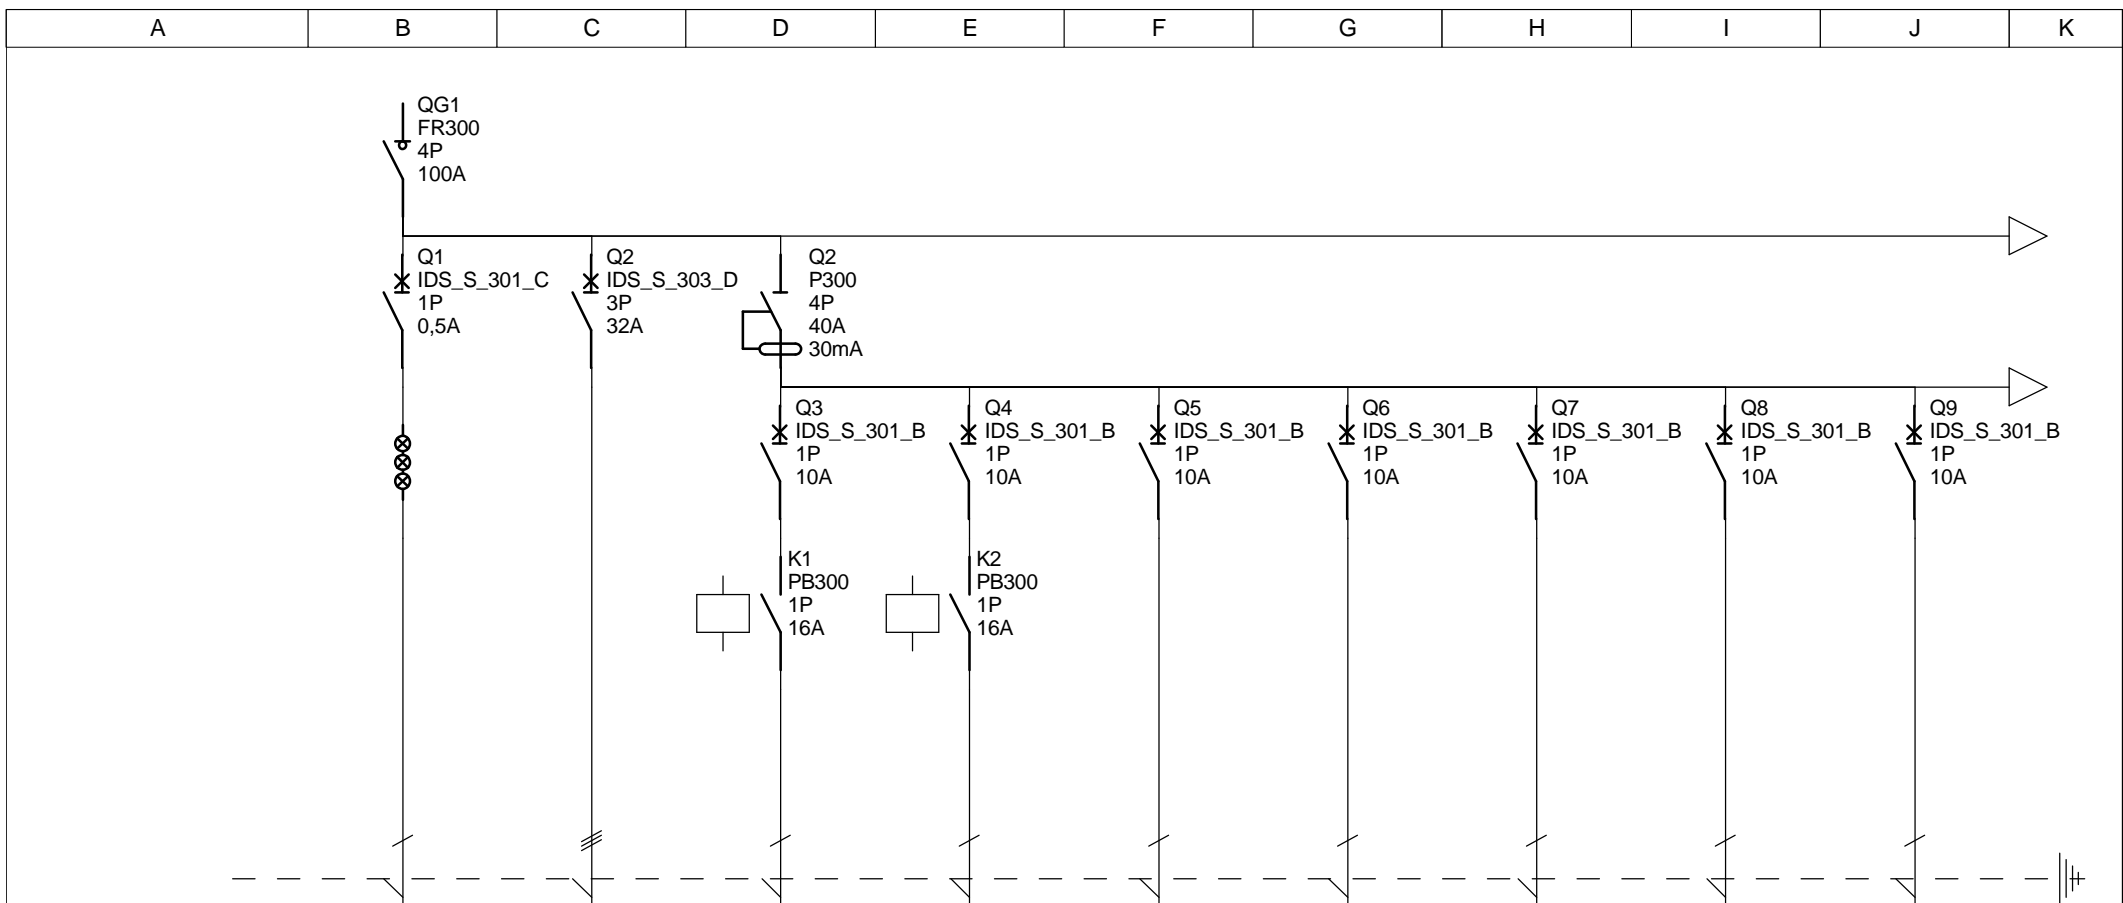 A B C D E F G H I J K
QG1
FR300
4P
100A
Q1
IDS_S_301_C
1P
0,5A
Q2
IDS_S_303_D
3P
32A
Q2
P300
4P
40A
30mA
Q3
IDS_S_301_B
1P
10A
Q4
IDS_S_301_B
1P
10A
Q5
IDS_S_301_B
1P
10A
Q6
IDS_S_301_B
1P
10A
Q7
IDS_S_301_B
1P
10A
Q8
IDS_S_301_B
1P
10A
Q9
IDS_S_301_B
1P
10A
K1
PB300
1P
16A
K2
PB300
1P
16A